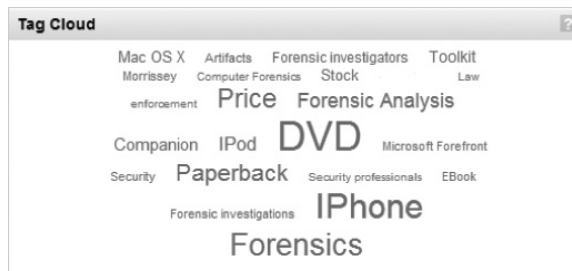 Tag Cloud ?
Mac OS X Artifacts Forensic investigators Toolkit
Morrissey Computer Forensics Stock Law
enforcement Price Forensic Analysis
Companion IPod DVD Microsoft Forefront
Security Paperback Security professionals EBook
Forensic investigations IPhone
Forensics